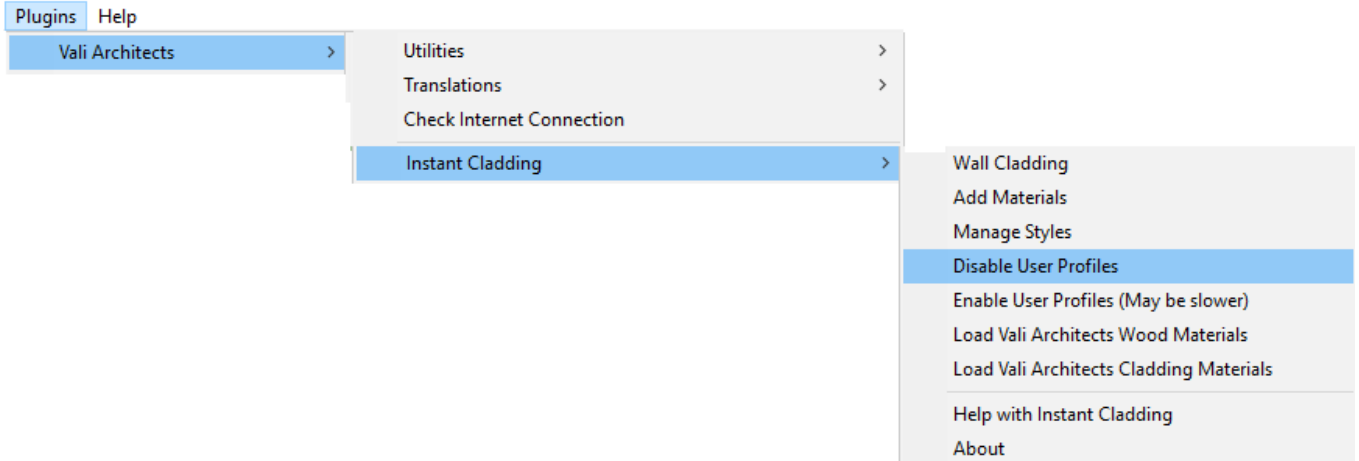 Plugins Help
Vali Architects
Utilities
Translations
Check Internet Connection
Instant Cladding
Wall Cladding
Add Materials
Manage Styles
Disable User Profiles
Enable User Profiles (May be slower)
Load Vali Architects Wood Materials
Load Vali Architects Cladding Materials
Help with Instant Cladding
About